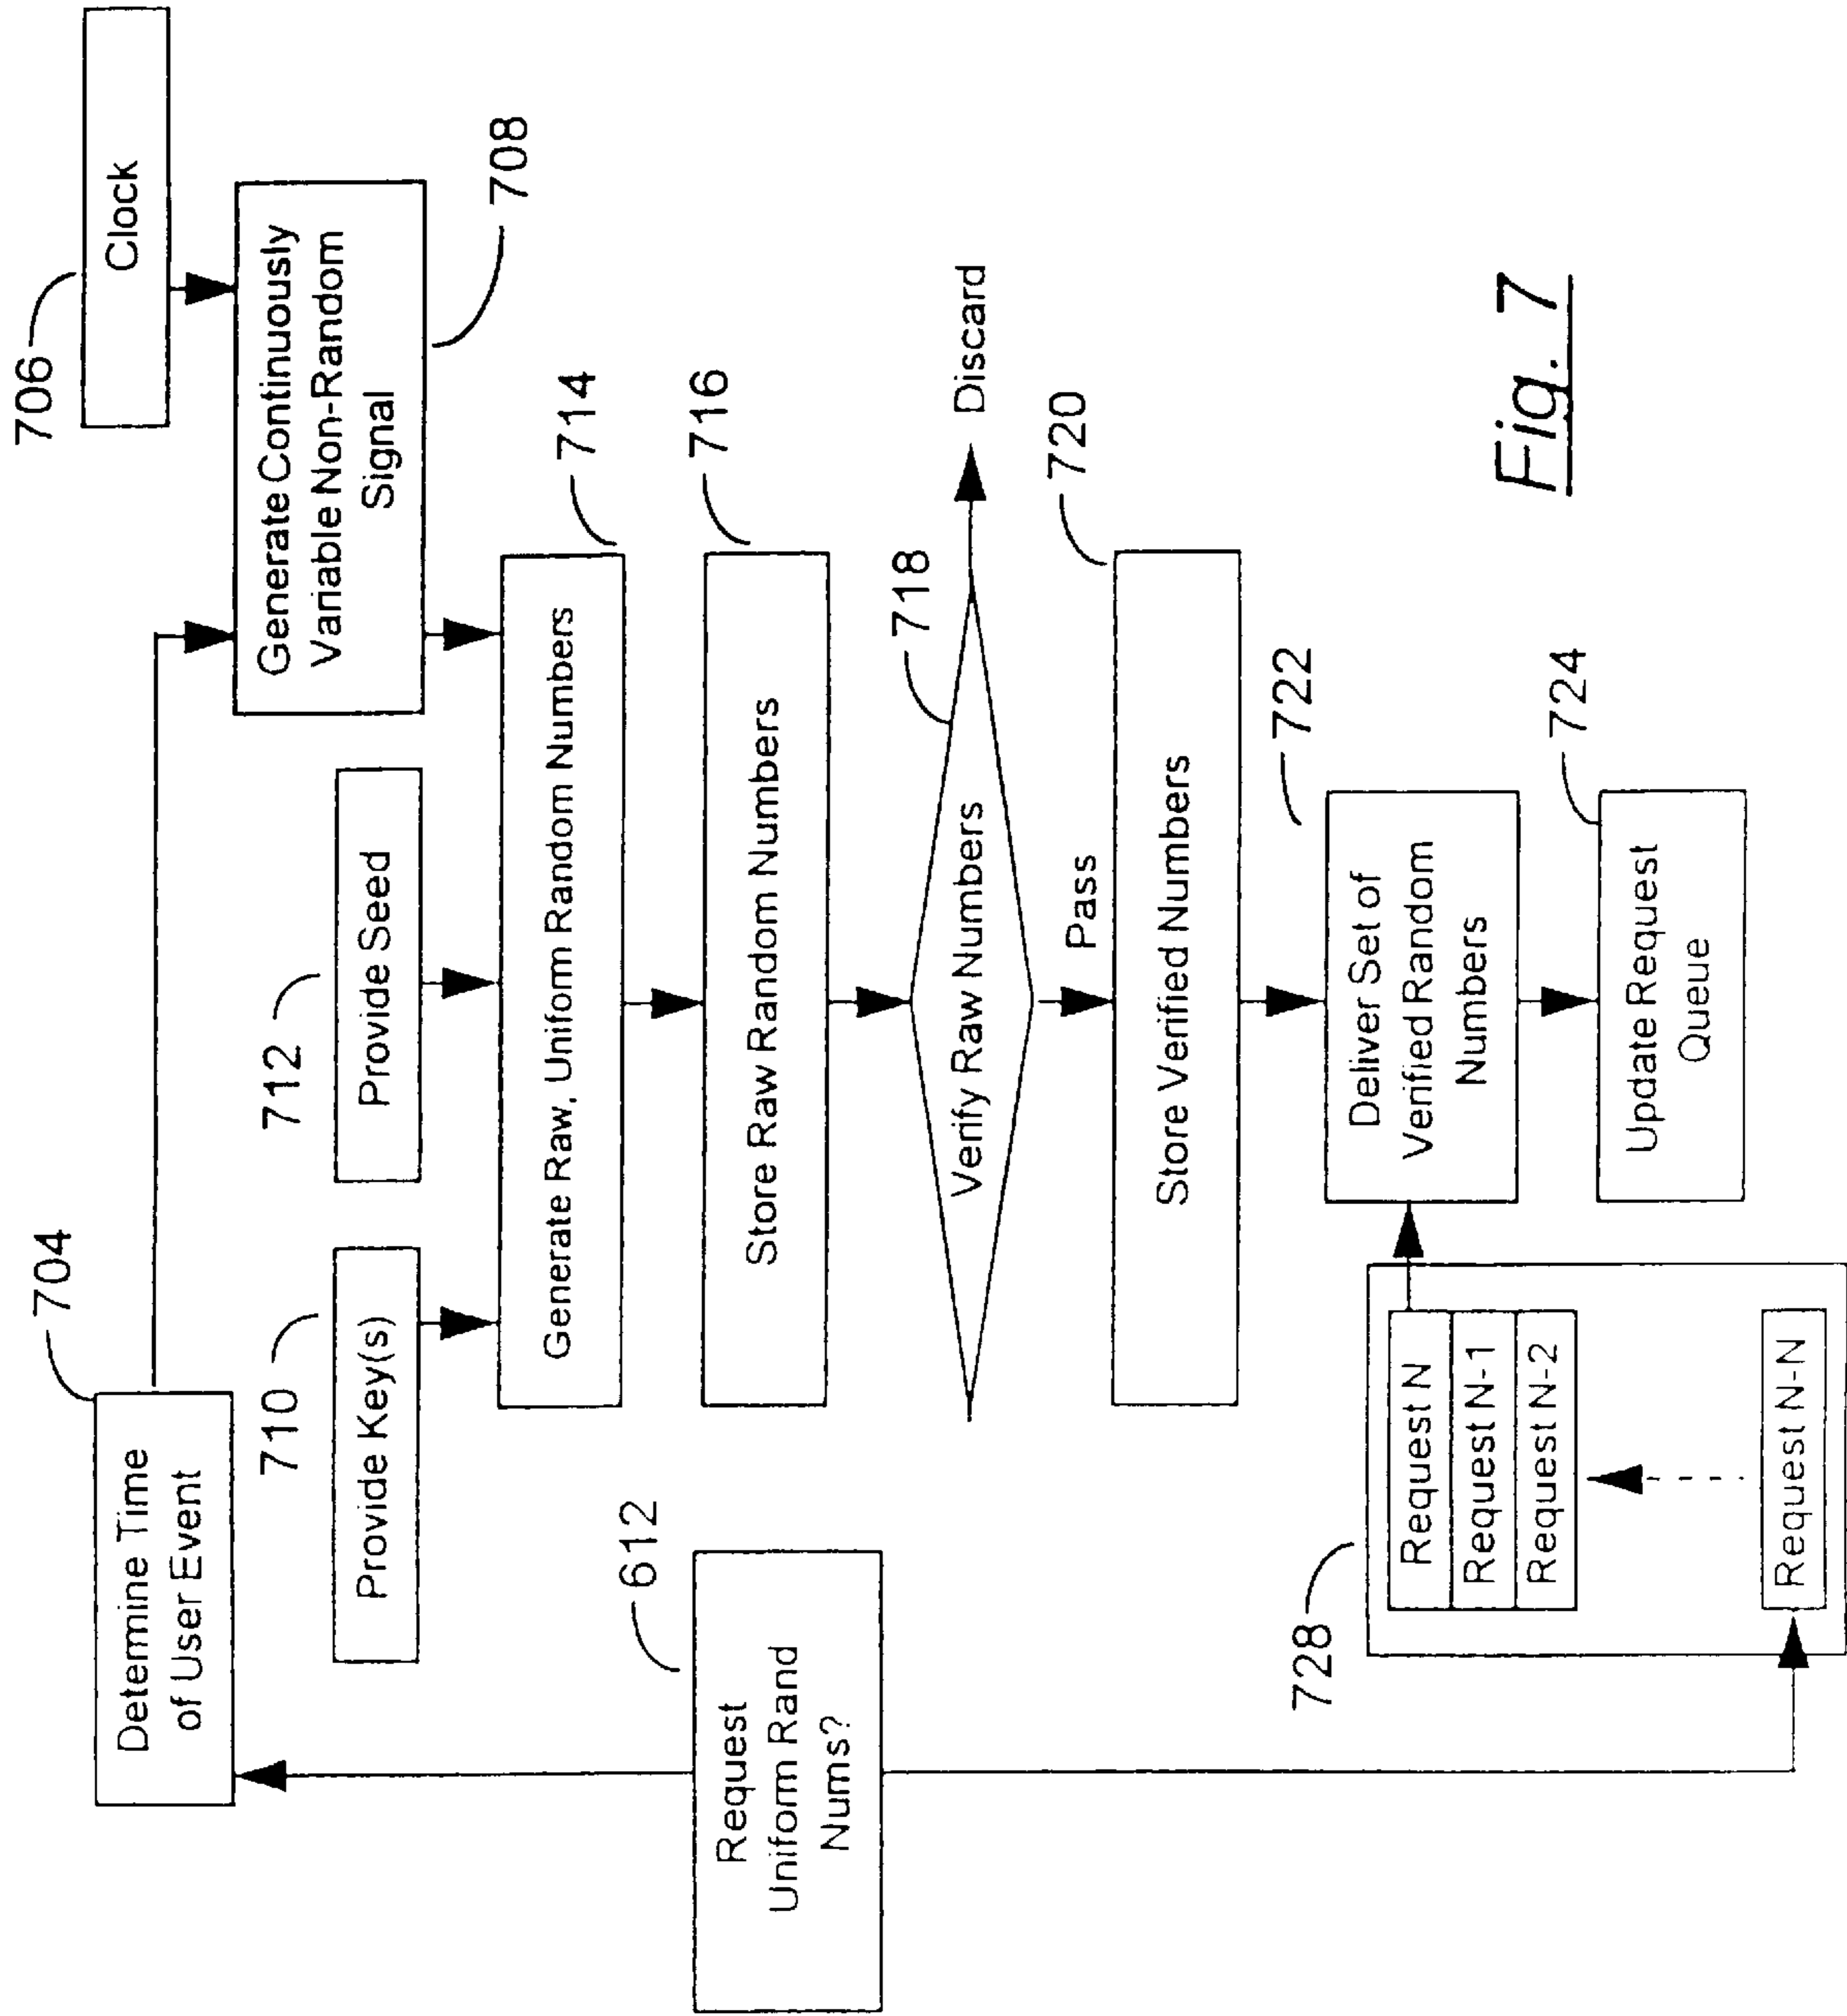 706
Clock
704
Determine Time
of User Event
Generate Continuously
Variable Non-Random
Signal
708
710
Provide Key(s)
712
Provide Seed
Generate Raw, Uniform Random Numbers
714
612
Request
Uniform Rand
Nums?
Store Raw Random Numbers
716
Verify Raw Numbers
718
Discard
Pass
Store Verified Numbers
720
728
Request N
Request N-1
Request N-2
Request N-N
Deliver Set of
Verified Random
Numbers
722
Update Request
Queue
724
Fig. 7